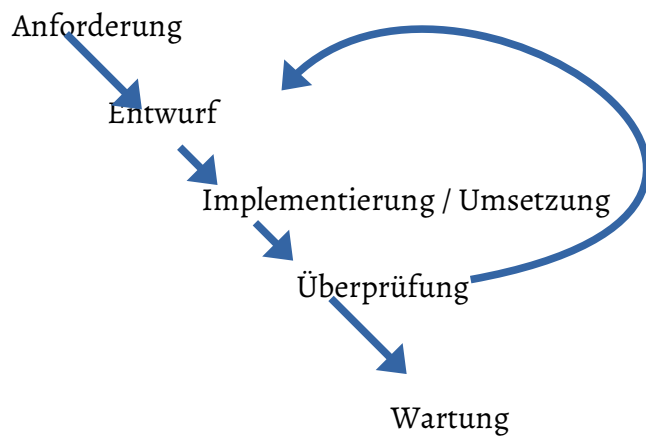 Anforderung
Entwurf
Implementierung / Umsetzung
Überprüfung
Wartung